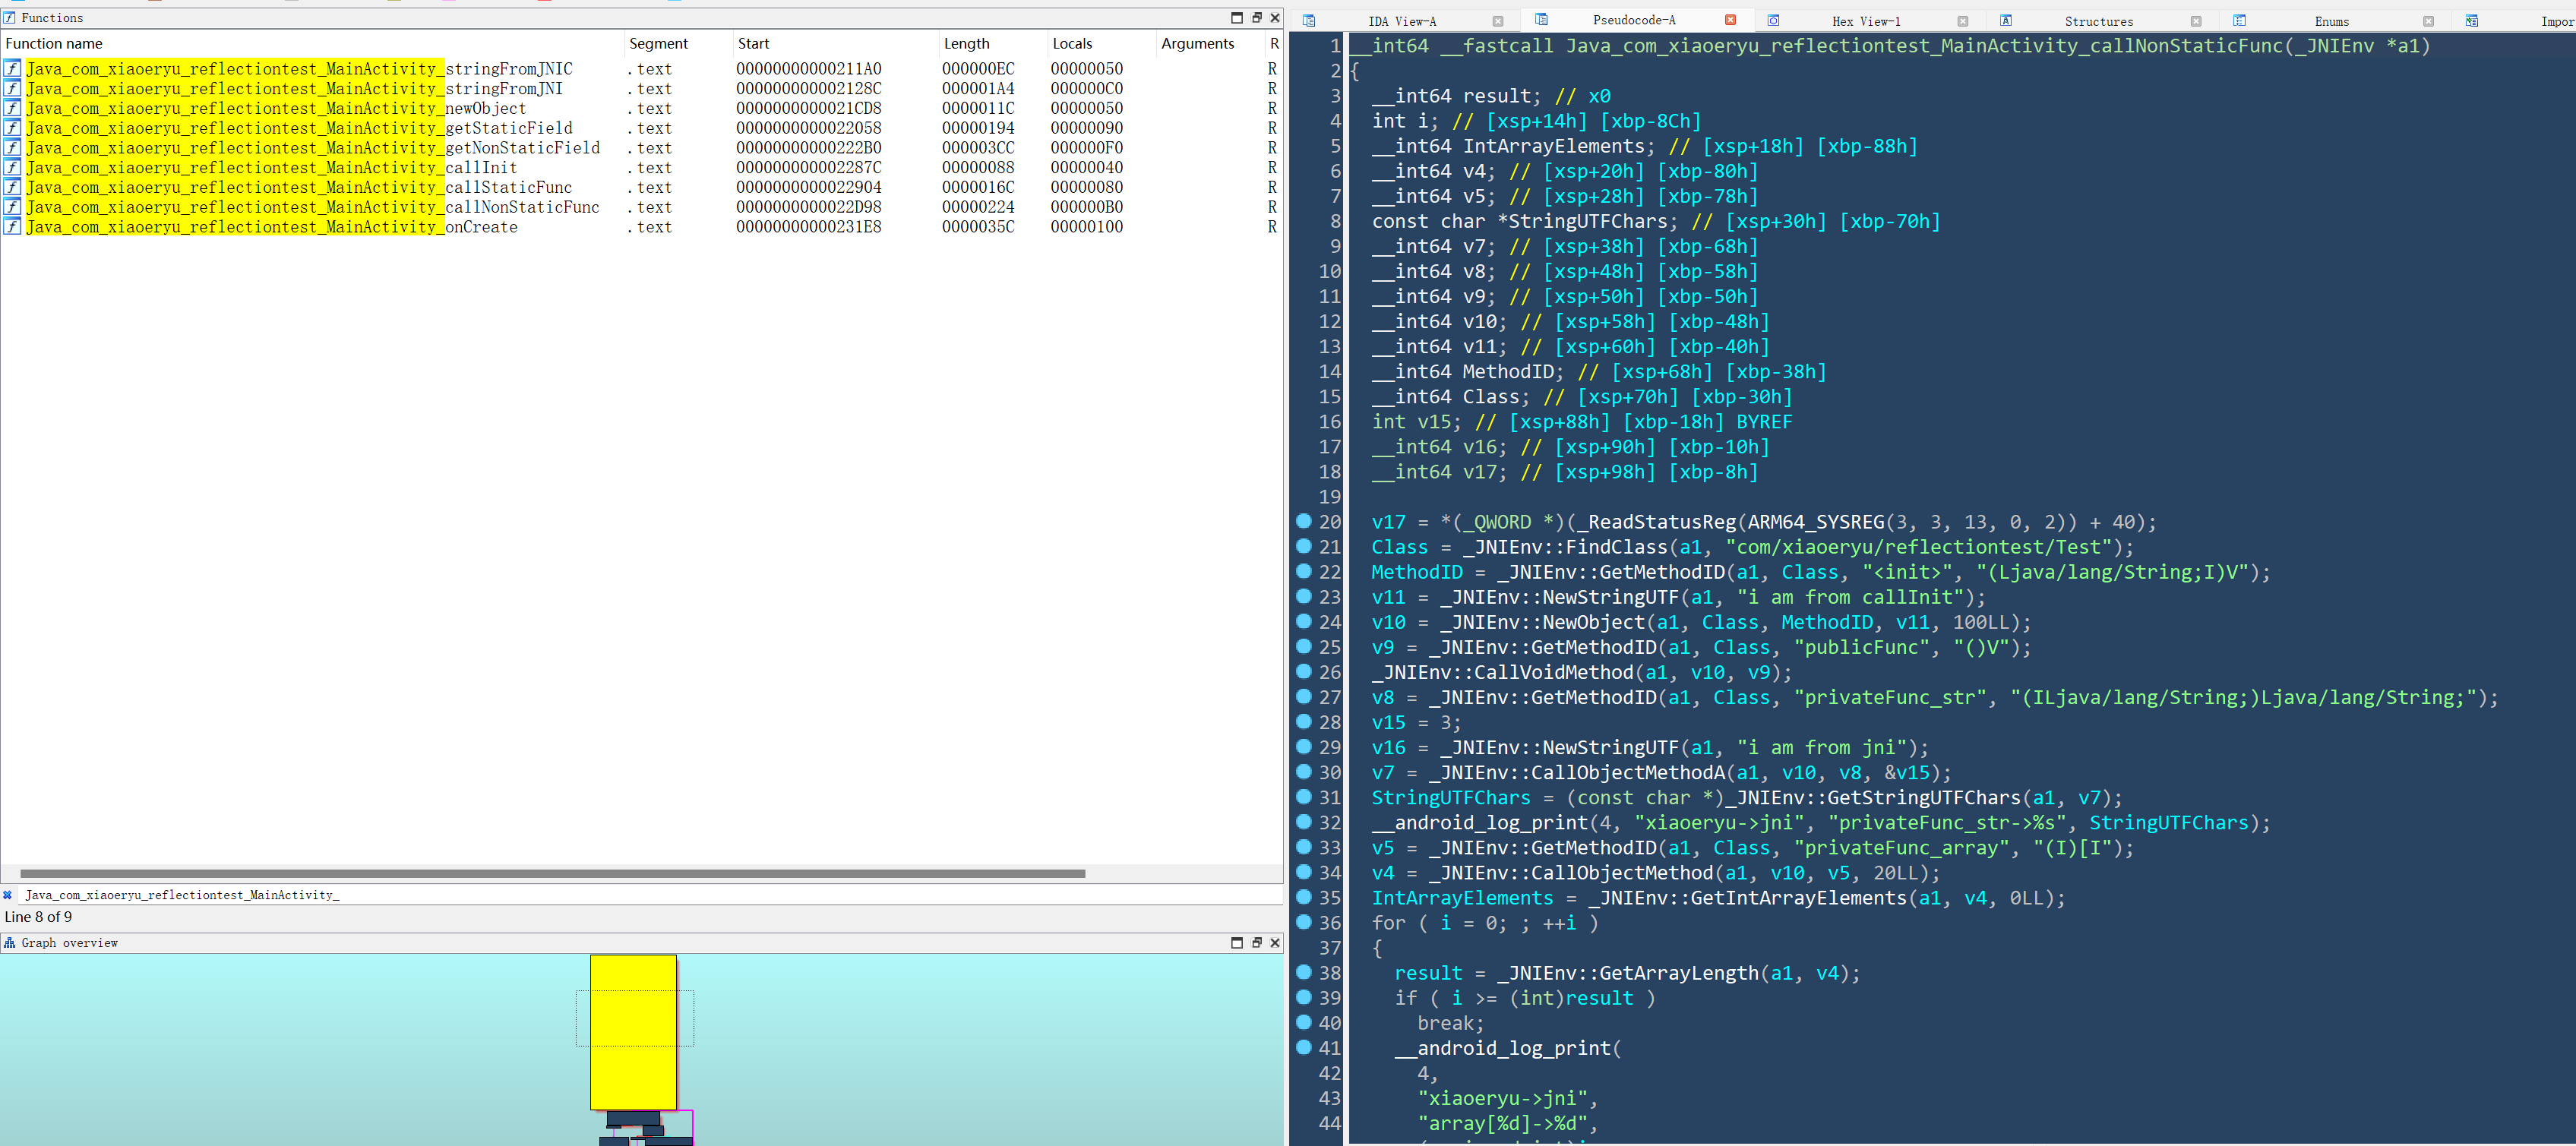 Functions
Function name Segment Start Length Locals Arguments R
Java_com_xiaoeryu_reflectiontest_MainActivity_stringFromJNIC .text 00000000000211A0 000000EC 00000050 R
Java_com_xiaoeryu_reflectiontest_MainActivity_stringFromJNI .text 000000000002128C 000001A4 000000C0 R
Java_com_xiaoeryu_reflectiontest_MainActivity_newObject .text 0000000000021CD8 0000011C 00000050 R
Java_com_xiaoeryu_reflectiontest_MainActivity_getStaticField .text 0000000000022058 00000194 00000090 R
Java_com_xiaoeryu_reflectiontest_MainActivity_getNonStaticField .text 00000000000222B0 000003CC 000000F0 R
Java_com_xiaoeryu_reflectiontest_MainActivity_callInit .text 000000000002287C 00000088 00000040 R
Java_com_xiaoeryu_reflectiontest_MainActivity_callStaticFunc .text 0000000000022904 0000016C 00000080 R
Java_com_xiaoeryu_reflectiontest_MainActivity_callNonStaticFunc .text 0000000000022D98 00000224 000000B0 R
Java_com_xiaoeryu_reflectiontest_MainActivity_onCreate .text 00000000000231E8 0000035C 00000100 R
Java_com_xiaoeryu_reflectiontest_MainActivity_
Line 8 of 9
Graph overview
IDA View-A Pseudocode-A Hex View-1 Structures Enums Impor
1 __int64 __fastcall Java_com_xiaoeryu_reflectiontest_MainActivity_callNonStaticFunc(_JNIEnv *a1)
2 {
3 __int64 result; // x0
4 int i; // [xsp+14h] [xbp-8Ch]
5 __int64 IntArrayElements; // [xsp+18h] [xbp-88h]
6 __int64 v4; // [xsp+20h] [xbp-80h]
7 __int64 v5; // [xsp+28h] [xbp-78h]
8 const char *StringUTFChars; // [xsp+30h] [xbp-70h]
9 __int64 v7; // [xsp+38h] [xbp-68h]
10 __int64 v8; // [xsp+48h] [xbp-58h]
11 __int64 v9; // [xsp+50h] [xbp-50h]
12 __int64 v10; // [xsp+58h] [xbp-48h]
13 __int64 v11; // [xsp+60h] [xbp-40h]
14 __int64 MethodID; // [xsp+68h] [xbp-38h]
15 __int64 Class; // [xsp+70h] [xbp-30h]
16 int v15; // [xsp+88h] [xbp-18h] BYREF
17 __int64 v16; // [xsp+90h] [xbp-10h]
18 __int64 v17; // [xsp+98h] [xbp-8h]
19
20 v17 = *(_QWORD *)(_ReadStatusReg(ARM64_SYSREG(3, 3, 13, 0, 2)) + 40);
21 Class = _JNIEnv::FindClass(a1, "com/xiaoeryu/reflectiontest/Test");
22 MethodID = _JNIEnv::GetMethodID(a1, Class, "<init>", "(Ljava/lang/String;I)V");
23 v11 = _JNIEnv::NewStringUTF(a1, "i am from callInit");
24 v10 = _JNIEnv::NewObject(a1, Class, MethodID, v11, 100LL);
25 v9 = _JNIEnv::GetMethodID(a1, Class, "publicFunc", "()V");
26 _JNIEnv::CallVoidMethod(a1, v10, v9);
27 v8 = _JNIEnv::GetMethodID(a1, Class, "privateFunc_str", "(ILjava/lang/String;)Ljava/lang/String;");
28 v15 = 3;
29 v16 = _JNIEnv::NewStringUTF(a1, "i am from jni");
30 v7 = _JNIEnv::CallObjectMethodA(a1, v10, v8, &v15);
31 StringUTFChars = (const char *)_JNIEnv::GetStringUTFChars(a1, v7);
32 __android_log_print(4, "xiaoeryu->jni", "privateFunc_str->%s", StringUTFChars);
33 v5 = _JNIEnv::GetMethodID(a1, Class, "privateFunc_array", "(I)[I");
34 v4 = _JNIEnv::CallObjectMethod(a1, v10, v5, 20LL);
35 IntArrayElements = _JNIEnv::GetIntArrayElements(a1, v4, 0LL);
36 for ( i = 0; ; ++i )
37 {
38 result = _JNIEnv::GetArrayLength(a1, v4);
39 if ( i >= (int)result )
40 break;
41 __android_log_print(
42 4,
43 "xiaoeryu->jni",
44 "array[%d]->%d",